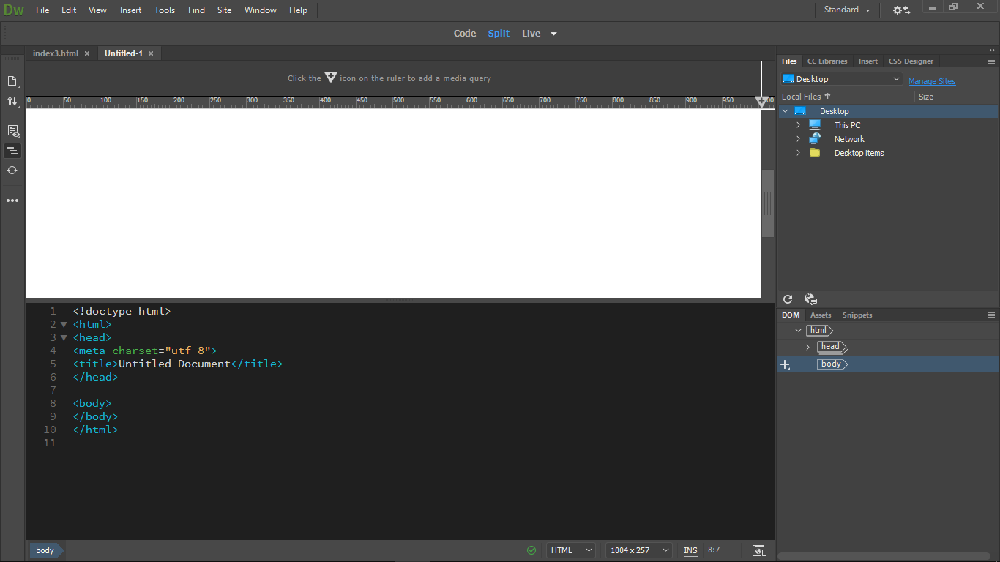 Dw File Edit View Insert Tools Find Site Window Help Standard
Code Split Live
index3.html Untitled-1
Click the icon on the ruler to add a media query
0 50 100 150 200 250 300 350 400 450 500 550 600 650 700 750 800 850 900 950 00
1 <!doctype html>
2 <html>
3 <head>
4 <meta charset="utf-8">
5 <title>Untitled Document</title>
6 </head>
7
8 <body>
9 </body>
10 </html>
11
body
HTML 1004 x 257 INS 8:7
Files CC Libraries Insert CSS Designer
Desktop Manage Sites
Local Files Size
Desktop
This PC
Network
Desktop items
DOM Assets Snippets
html
head
body